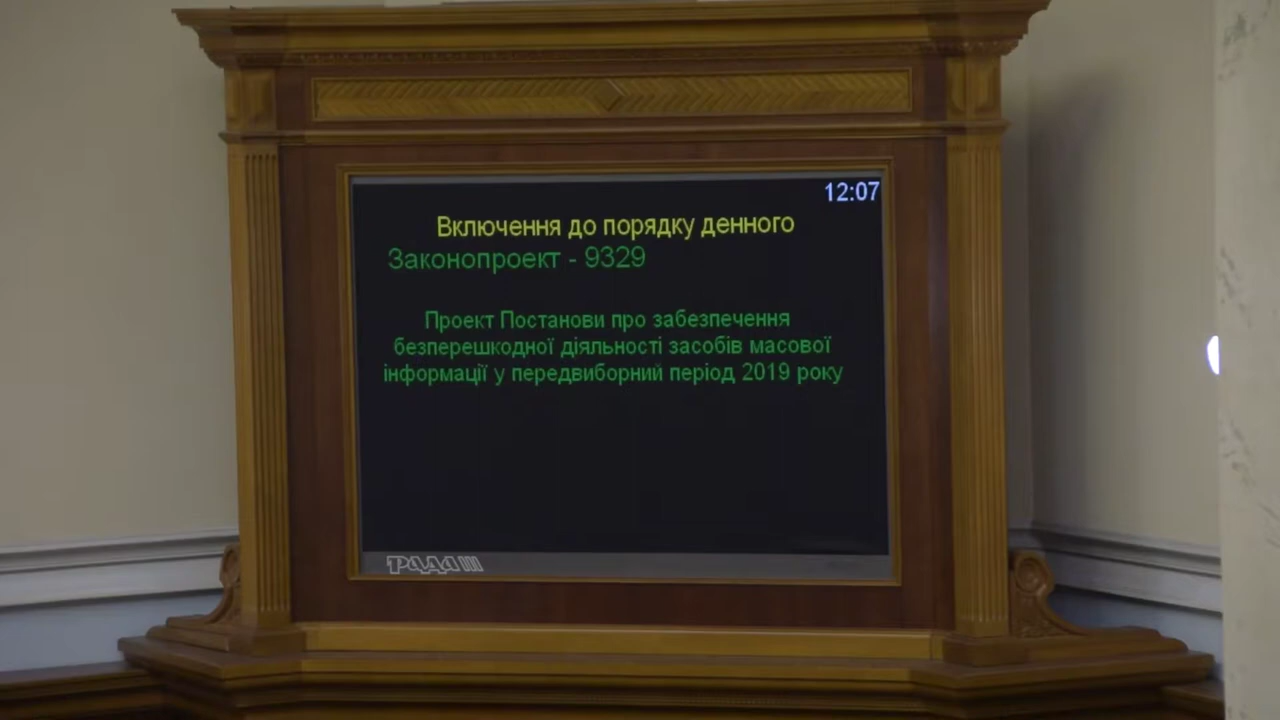 12:07
Включення до порядку денного
Законопроект - 9329
Проект Постанови про забезпечення
безперешкодної діяльності засобів масової
інформації у передвиборний період 2019 року
РАДА III